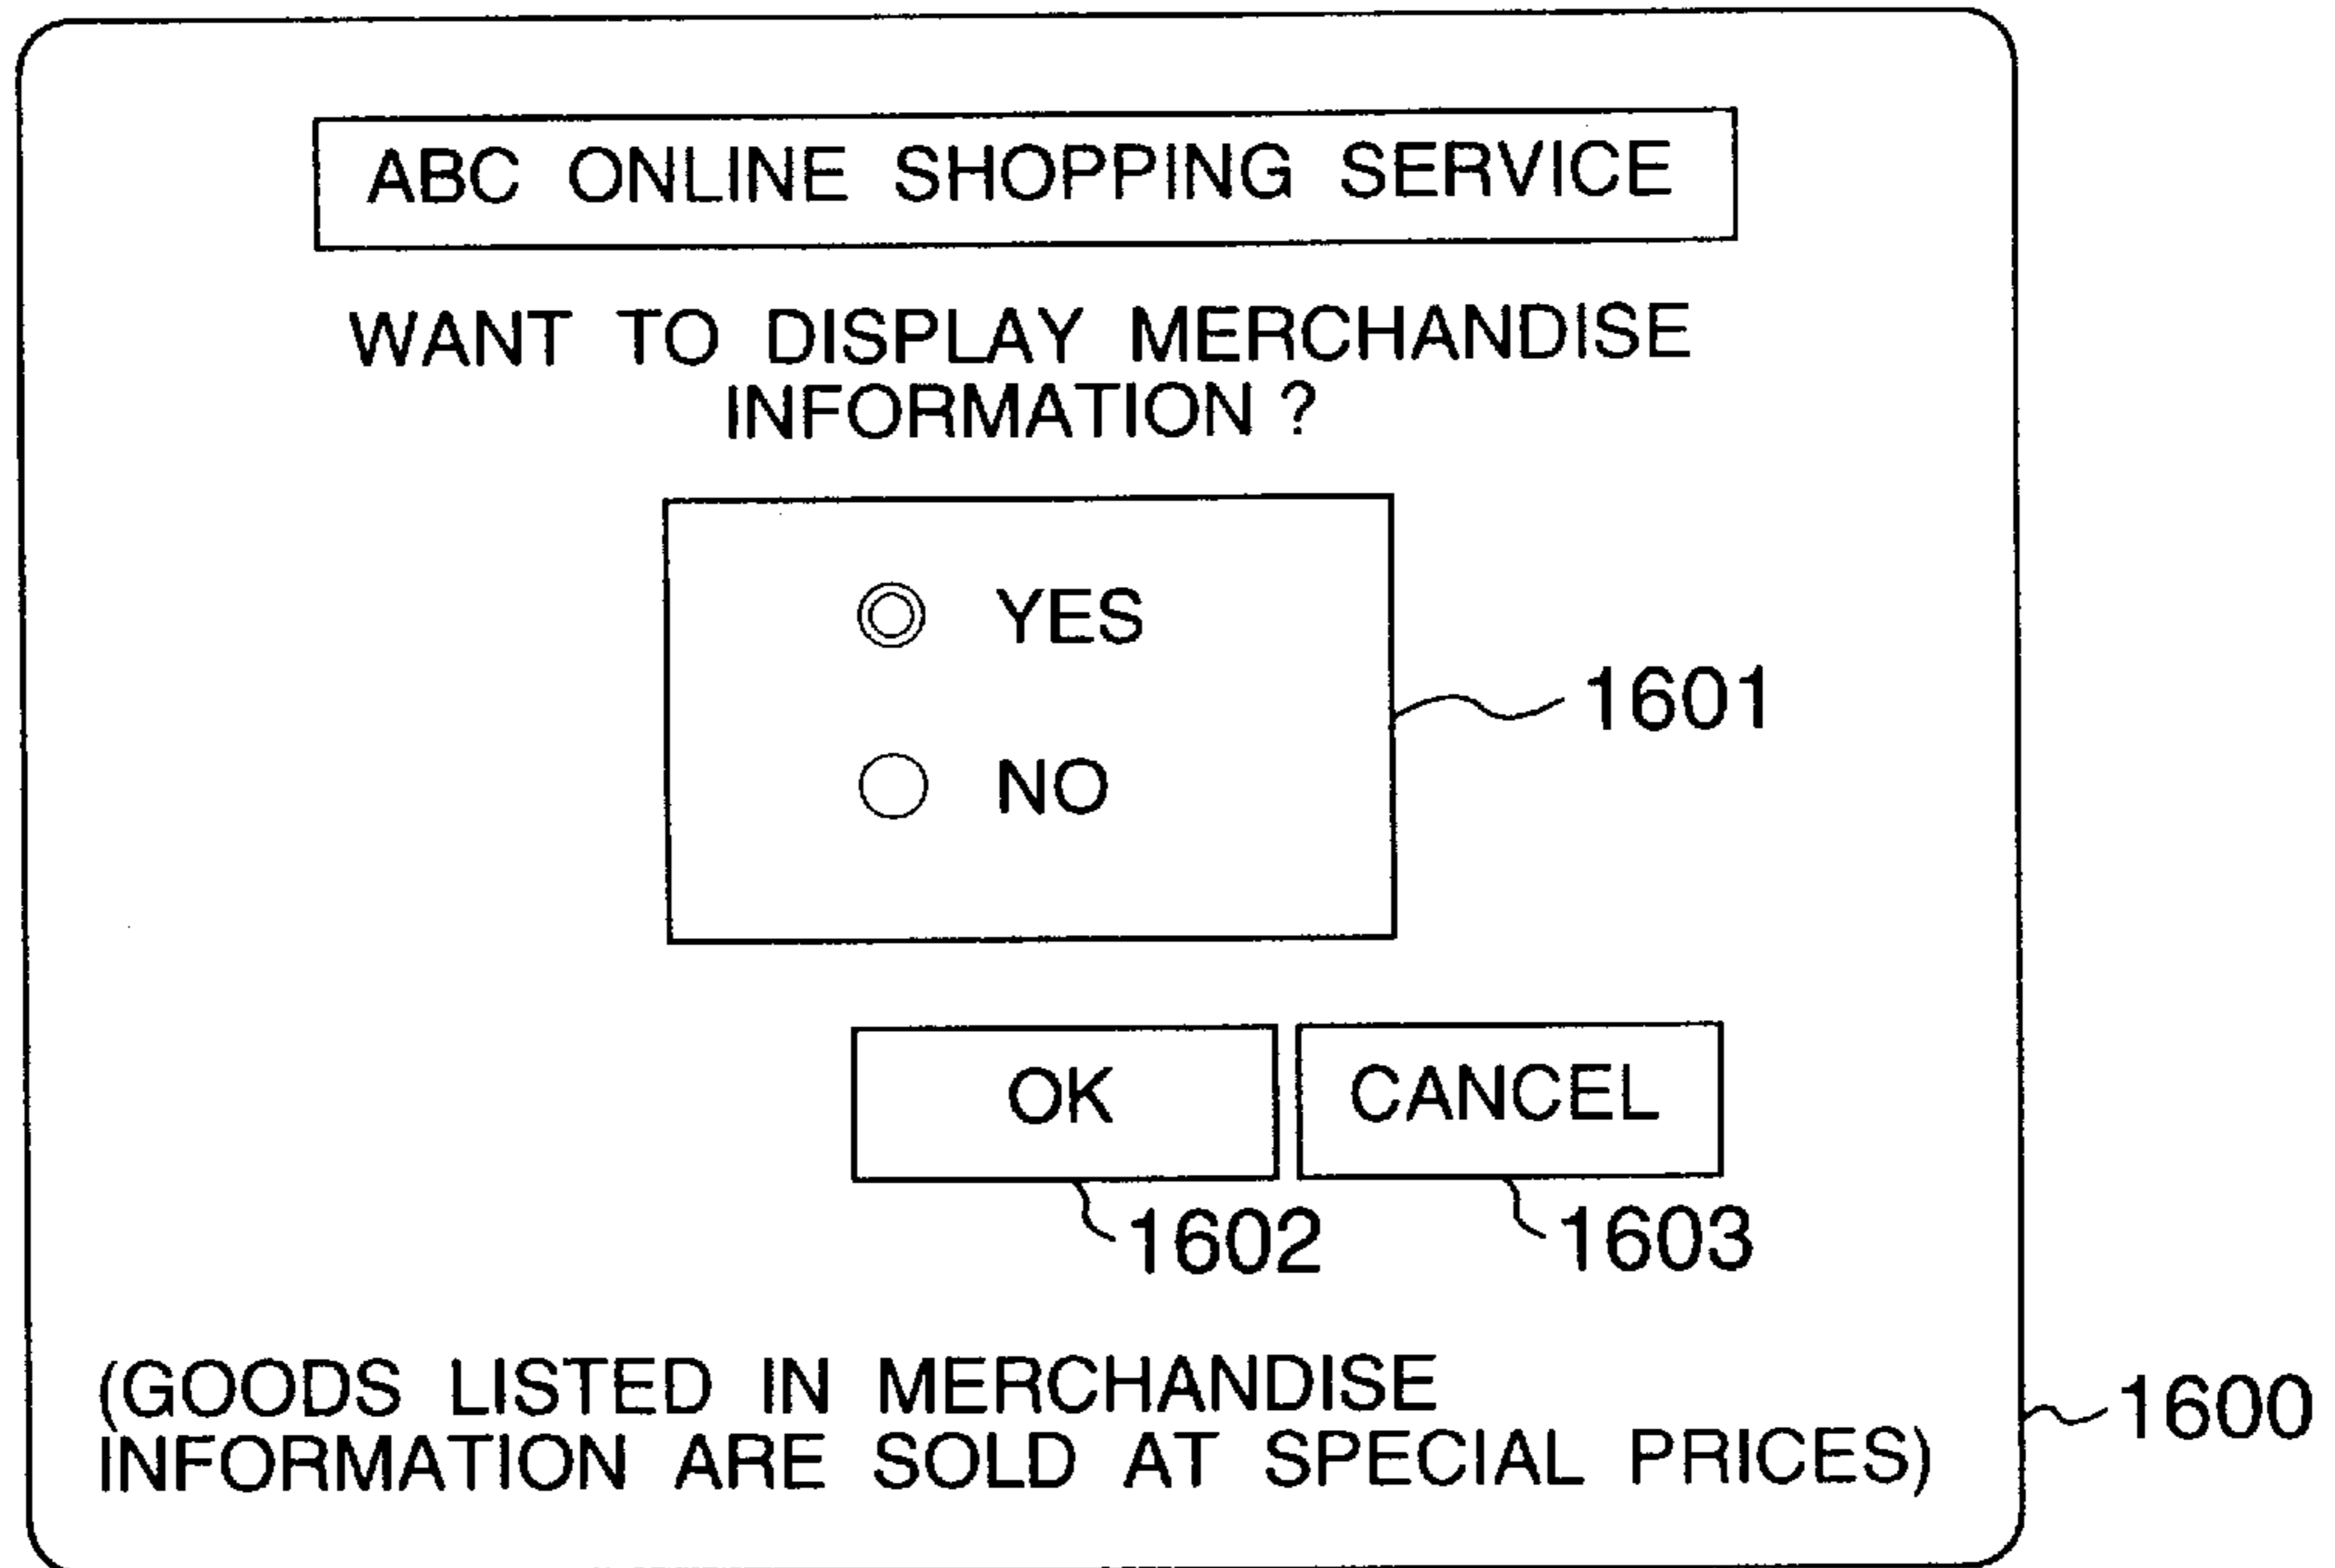 ABC ONLINE SHOPPING SERVICE
WANT TO DISPLAY MERCHANDISE
INFORMATION ?
YES
1601
NO
OK
CANCEL
1602
1603
(GOODS LISTED IN MERCHANDISE
1600
INFORMATION ARE SOLD AT SPECIAL PRICES)